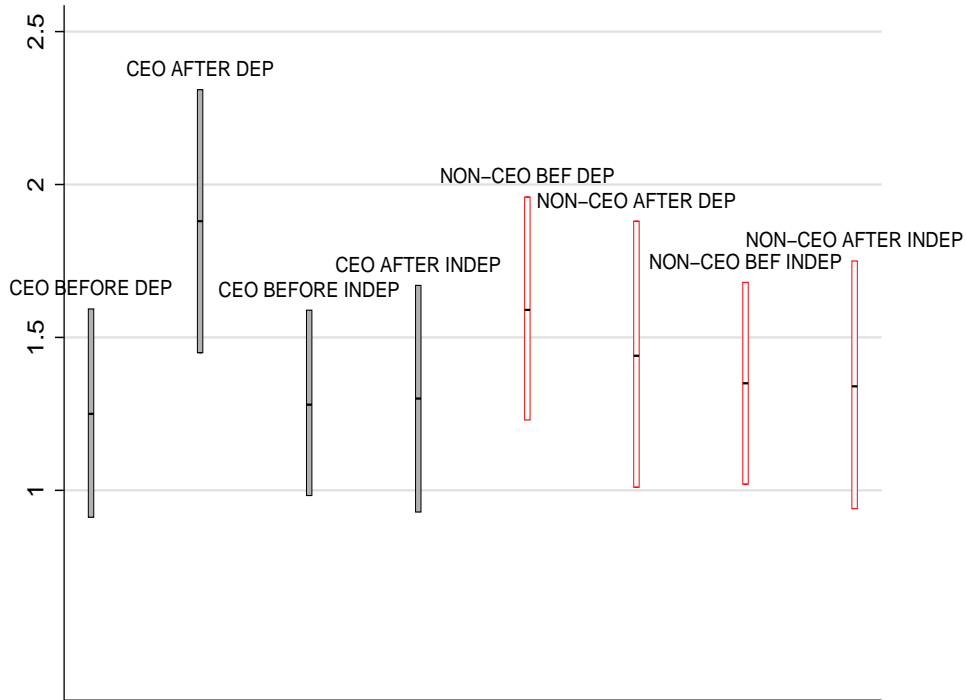 2.5
CEO AFTER DEP
2
NON−CEO BEF DEP
NON−CEO AFTER DEP
NON−CEO AFTER INDEP
CEO AFTER INDEP
NON−CEO BEF INDEP
CEO BEFORE DEP
CEO BEFORE INDEP
1.5
1